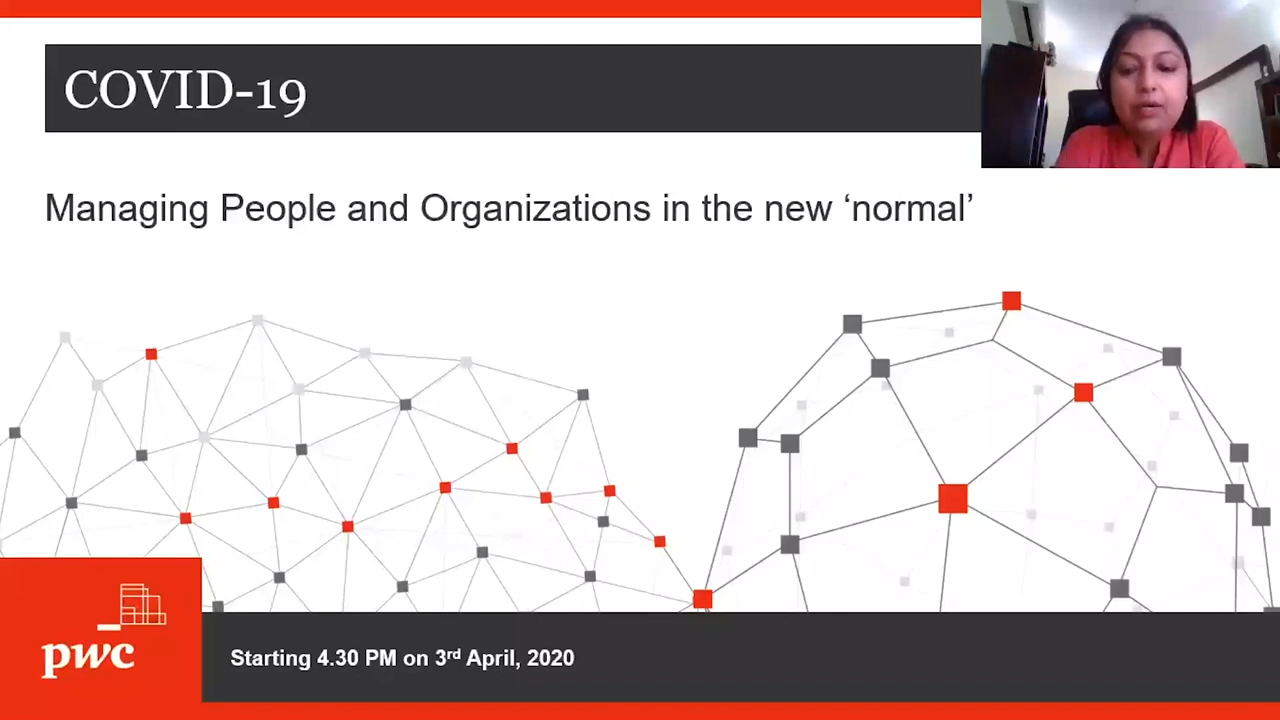 COVID-19
Managing People and Organizations in the new ‘normal’
pwc
Starting 4.30 PM on 3rd April, 2020